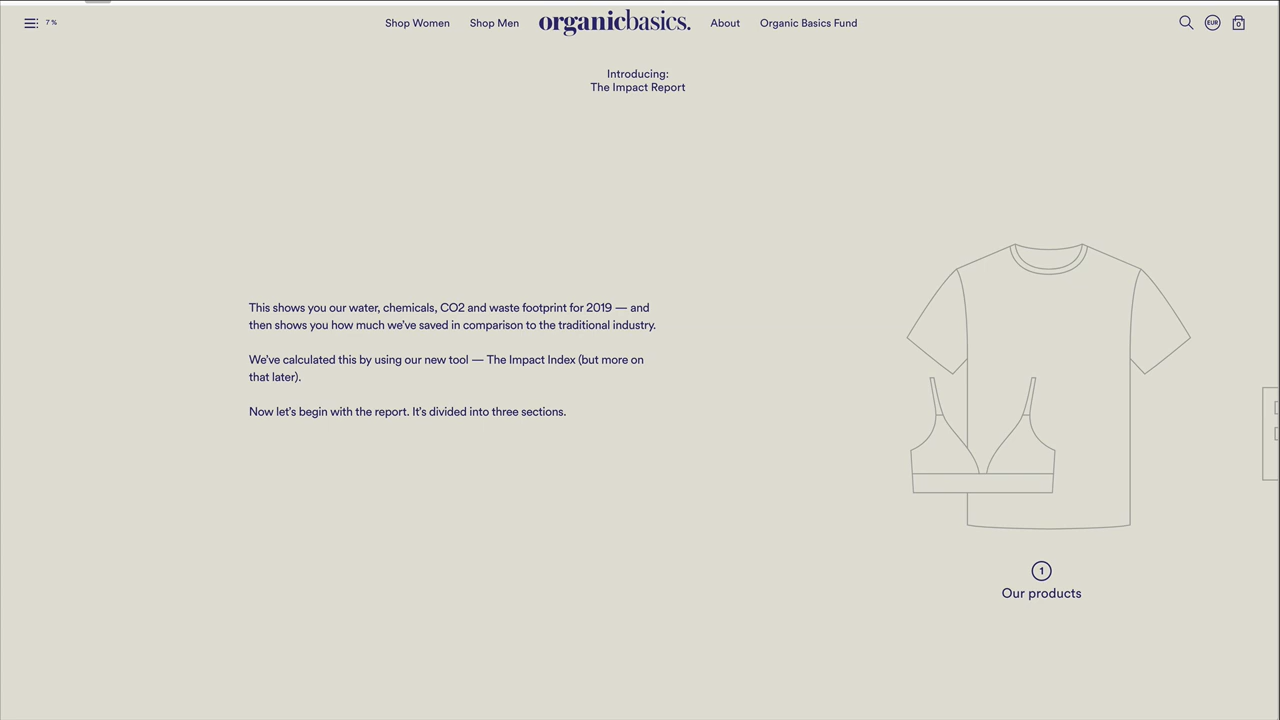 7 %
Shop Women
Shop Men
organicbasics.
About
Organic Basics Fund
EUR
0
Introducing:
The Impact Report
This shows you our water, chemicals, CO2 and waste footprint for 2019 — and
then shows you how much we've saved in comparison to the traditional industry.
We've calculated this by using our new tool — The Impact Index (but more on
that later).
Now let's begin with the report. It's divided into three sections.
1
Our products